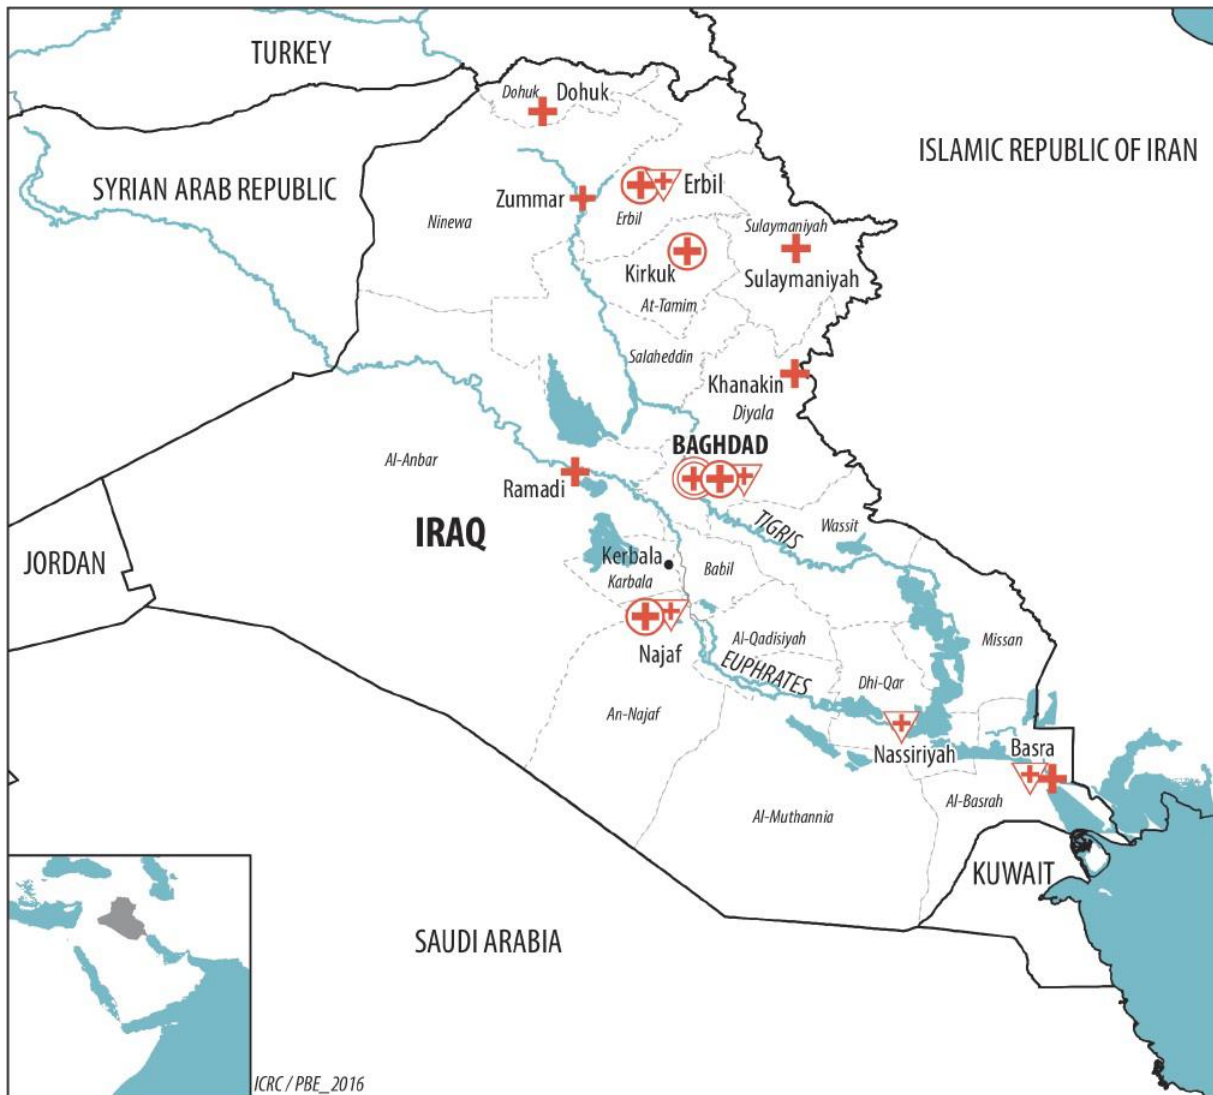 TURKEY
Dohuk
Dohuk
ISLAMIC REPUBLIC OF IRAN
SYRIAN ARAB REPUBLIC
Zummar
Erbil
Ninewa
Erbil
Sulaymaniyah
Kirkuk
Sulaymaniyah
At-Tamim
Salaheddin
Khanakin
Diyala
BAGHDAD
Al-Anbar
Ramadi
TIGRIS
Wassit
IRAQ
JORDAN
Kerbala
Karbala
Babil
Al-Qadisiyah
Missan
Najaf
EUPHRATES
Dhi-Qar
An-Najaf
Nassiriyah
Basra
Al-Basrah
Al-Muthannia
KUWAIT
SAUDI ARABIA
ICRC / PBE_2016